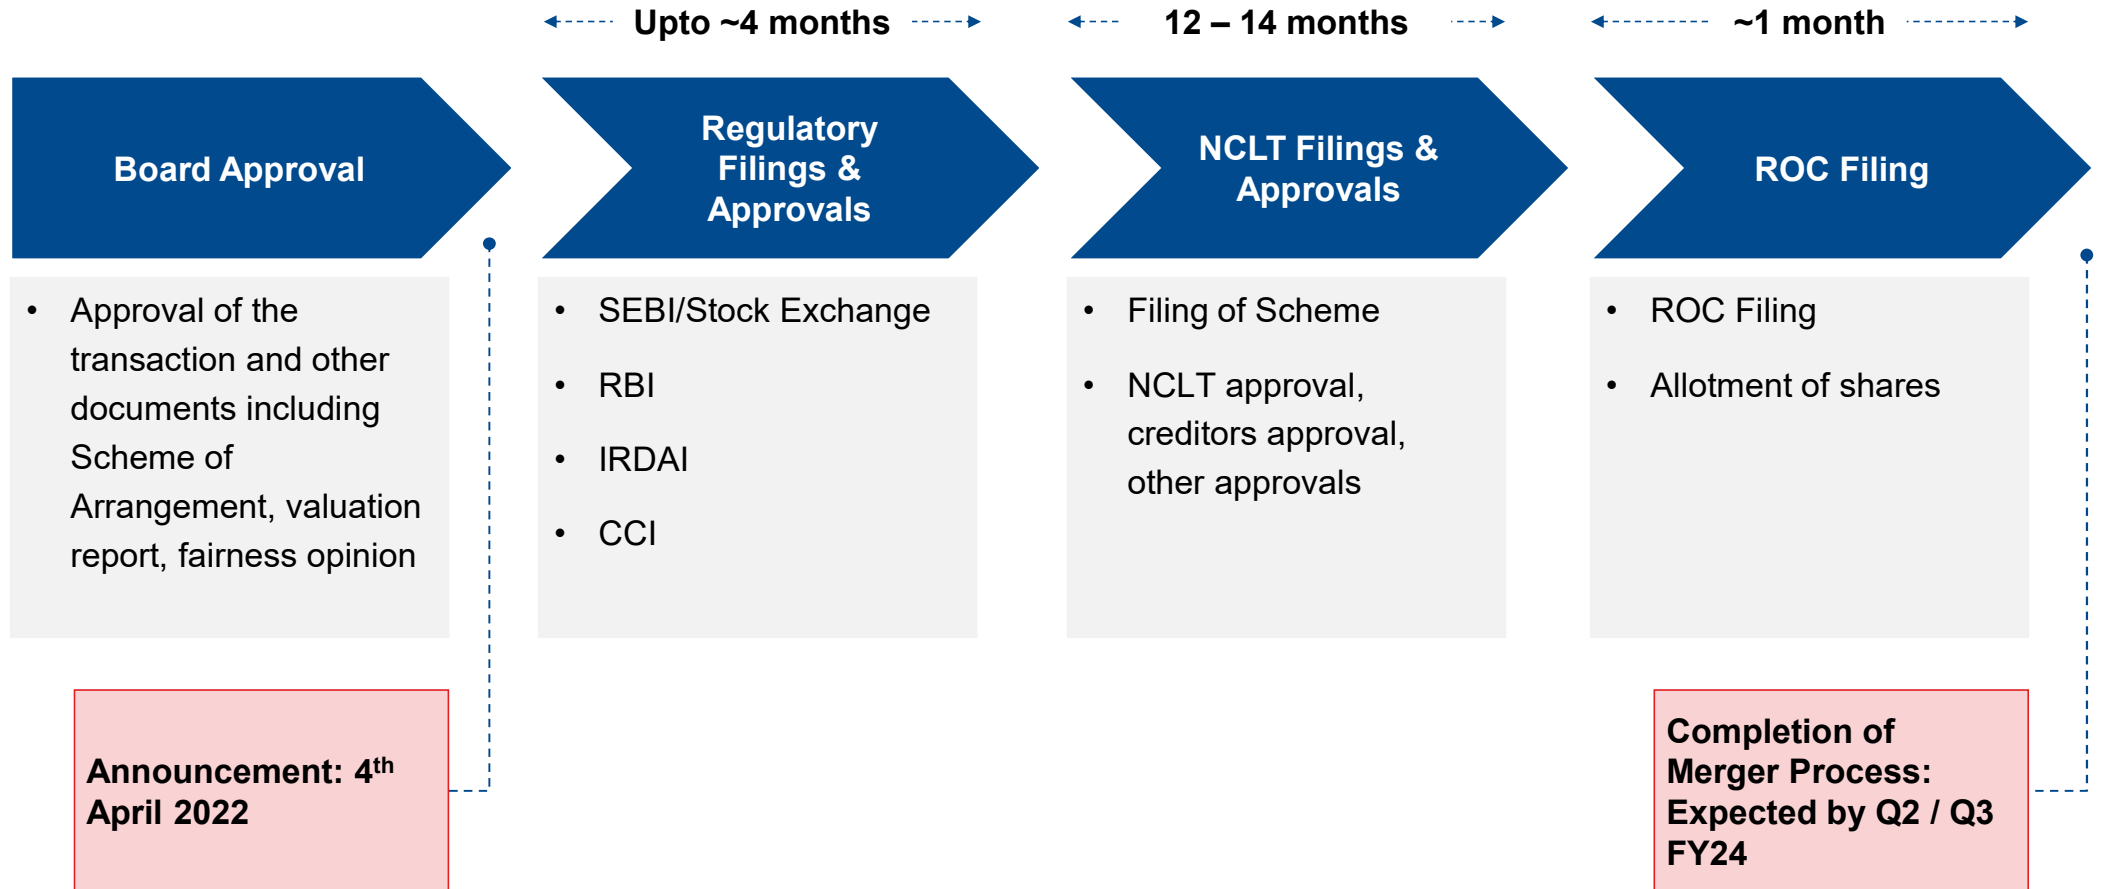 Upto ~4 months
12 – 14 months
~1 month
Board Approval
Regulatory
Filings &
Approvals
NCLT Filings &
Approvals
ROC Filing
• Approval of the
transaction and other
documents including
Scheme of
Arrangement, valuation
report, fairness opinion
• SEBI/Stock Exchange
• RBI
• IRDAI
• CCI
• Filing of Scheme
• NCLT approval,
creditors approval,
other approvals
• ROC Filing
• Allotment of shares
Announcement: 4th
April 2022
Completion of
Merger Process:
Expected by Q2 / Q3
FY24